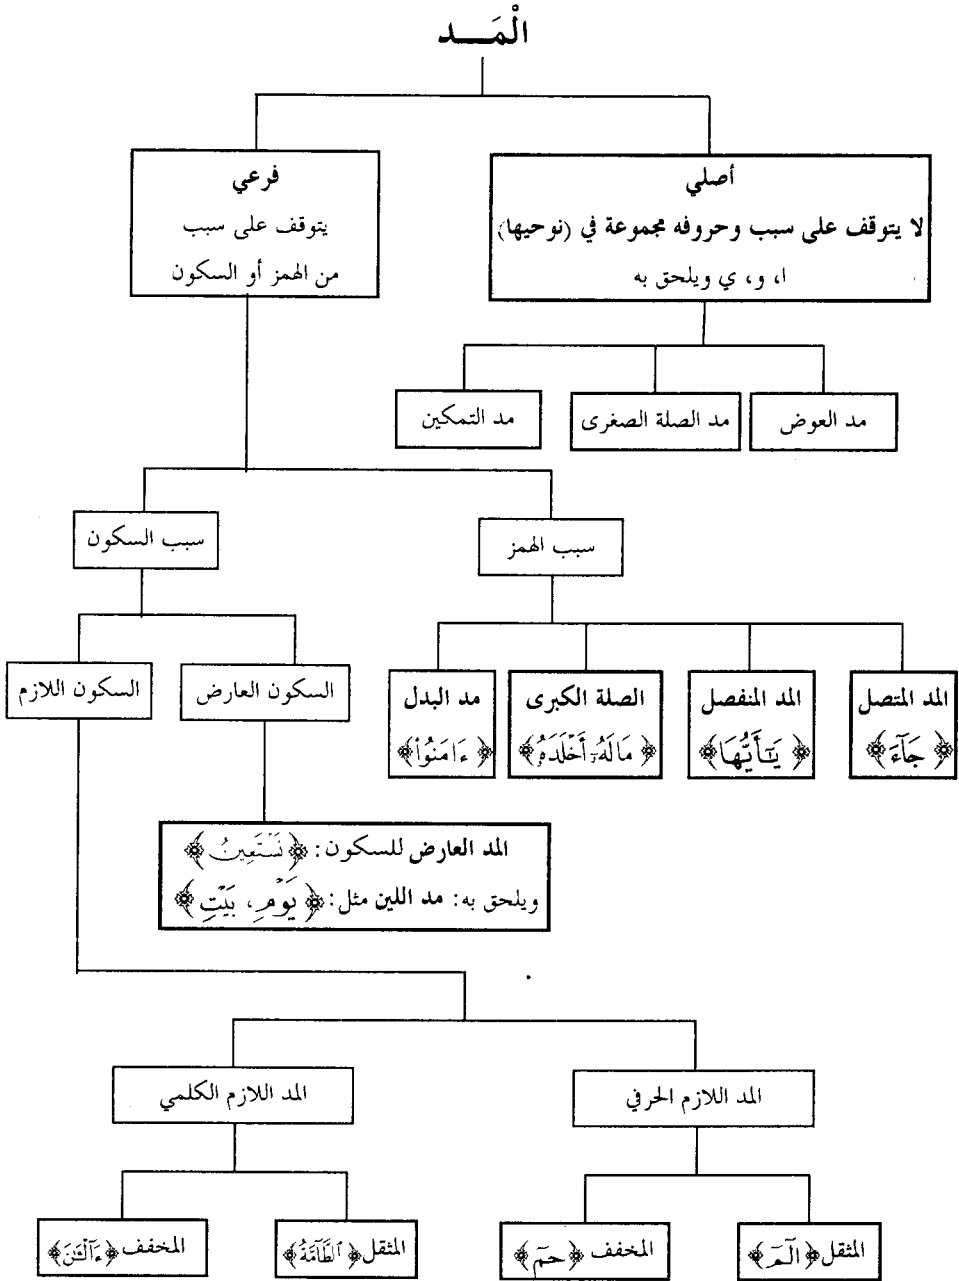 الْمَـــد
أصلي
لا يتوقف على سبب وحروفه مجموعة في (نوحيها)
ا، و، ي ويلحق به
فرعي
يتوقف على سبب
من الهمز أو السكون
مد العوض
مد الصلة الصغرى
مد التمكين
سبب الهمز
سبب السكون
المد المتصل
﴿جَآءَ﴾
المد المنفصل
﴿يَـٰٓأَيُّهَا﴾
الصلة الكبرى
﴿مَالَهُۥٓ أَخْلَدَهُۥ﴾
مد البدل
﴿ءَامَنُوا۟﴾
السكون العارض
السكون اللازم
المد العارض للسكون: ﴿نَسْتَعِينُ﴾
ويلحق به: مد اللين مثل: ﴿يَوْمِ، بَيْتٍ﴾
المد اللازم الحرفي
المد اللازم الكلمي
المثقل ﴿الٓمٓ﴾
المخفف ﴿حمٓ﴾
المثقل ﴿الطَّآمَّةُ﴾
المخفف ﴿ءَآلْـَٰٔنَ﴾